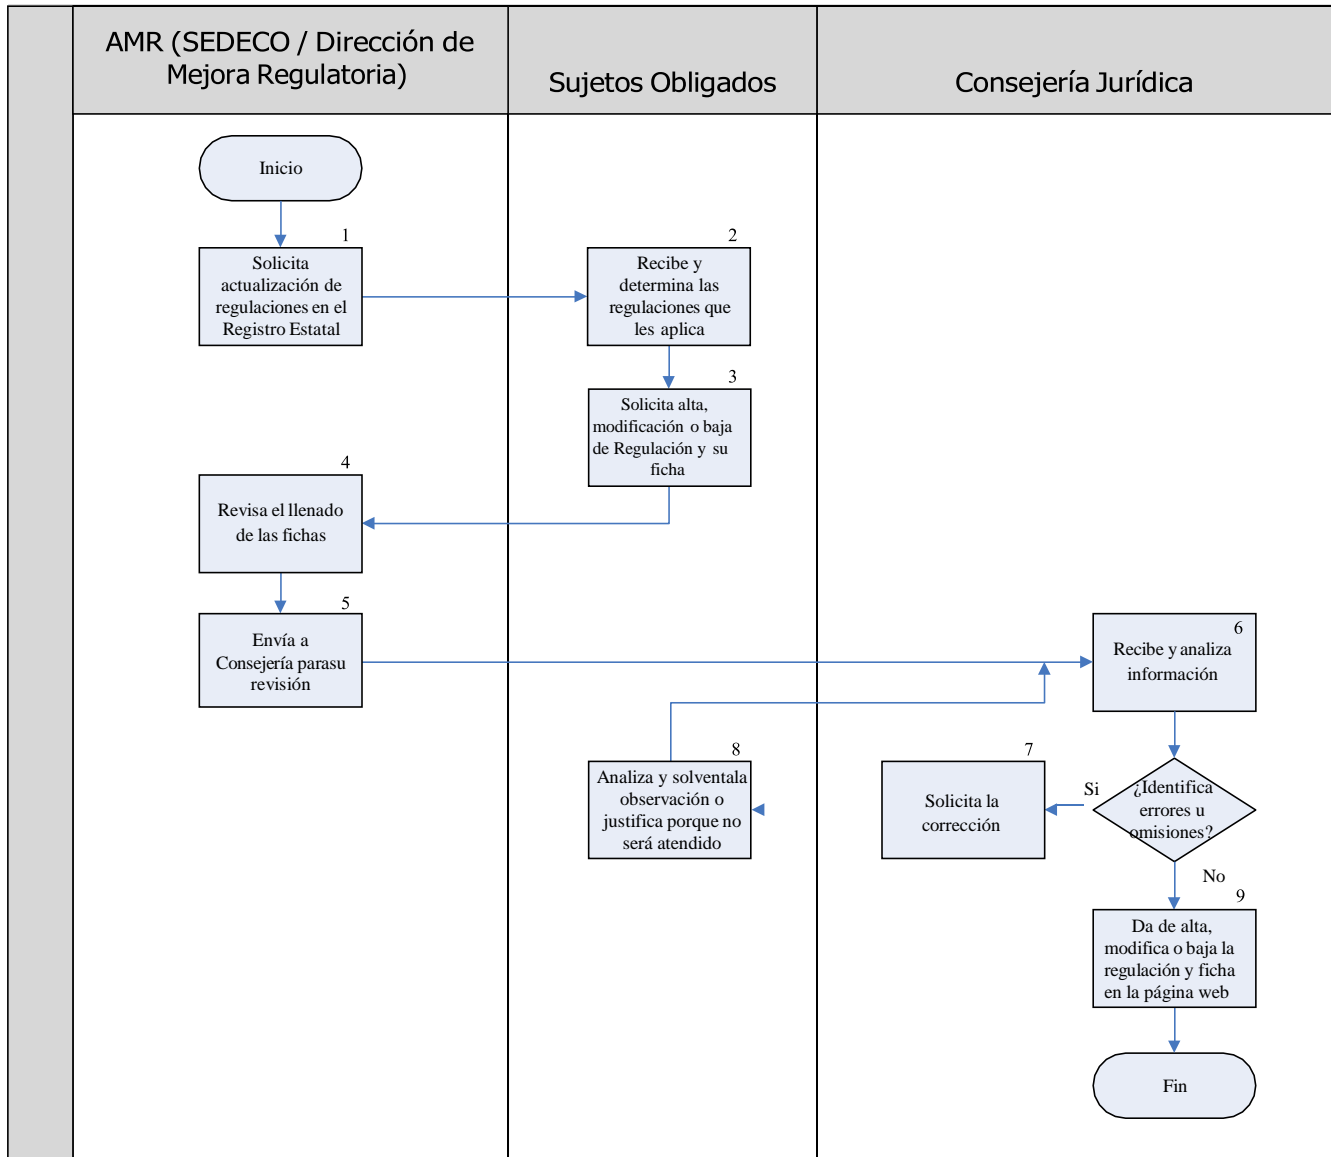 AMR (SEDECO / Dirección de
Mejora Regulatoria)
Sujetos Obligados
Consejería Jurídica
Inicio
1
Solicita
actualización de
regulaciones en el
Registro Estatal
2
Recibe y
determina las
regulaciones que
les aplica
3
Solicita alta,
modificación o baja
de Regulación y su
ficha
4
Revisa el llenado
de las fichas
5
Envía a
Consejería parasu
revisión
6
Recibe y analiza
información
¿Identifica
errores u
omisiones?
Si
7
Solicita la
corrección
8
Analiza y solventala
observación o
justifica porque no
será atendido
No
9
Da de alta,
modifica o baja la
regulación y ficha
en la página web
Fin